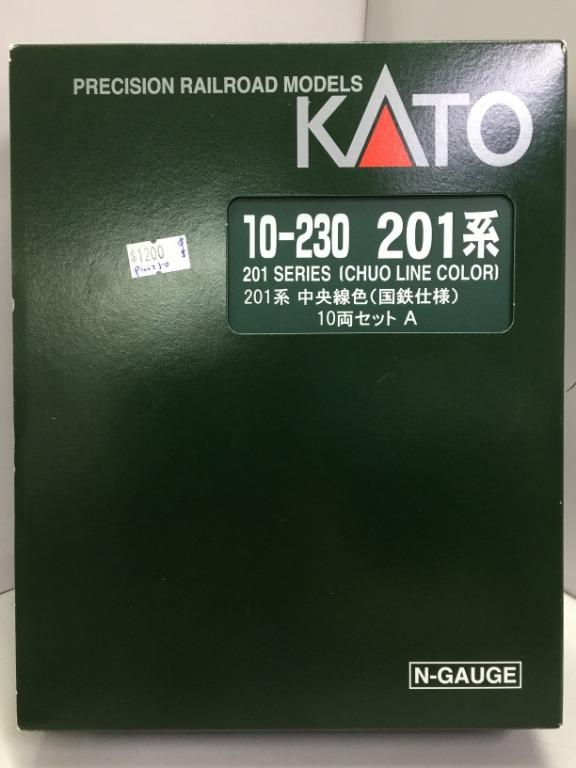 PRECISION RAILROAD MODELS
KATO
10-230 201系
201 SERIES (CHUO LINE COLOR)
201系 中央線色(国鉄仕様)
10両セット A
$1200
N-GAUGE